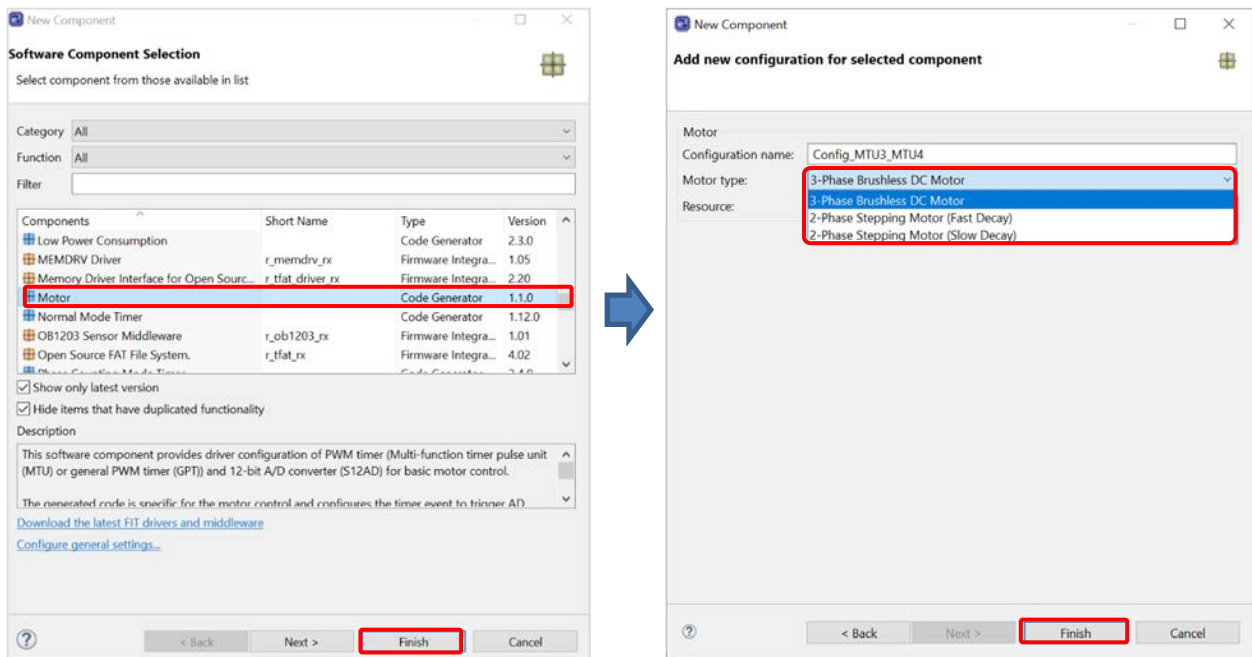 New Component
Software Component Selection
Select component from those available in list
Category All
Function All
Filter
Components Short Name Type Version
Low Power Consumption Code Generator 2.3.0
MEMDRV Driver r_memdrv_rx Firmware Integra... 1.05
Memory Driver Interface for Open Sourc... r_tfat_driver_rx Firmware Integra... 2.20
Motor Code Generator 1.1.0
Normal Mode Timer Code Generator 1.12.0
OB1203 Sensor Middleware r_ob1203_rx Firmware Integra... 1.01
Open Source FAT File System. r_tfat_rx Firmware Integra... 4.02
Phase Counting Mode Timer Code Generator 2.4.0
Show only latest version
Hide items that have duplicated functionality
Description
This software component provides driver configuration of PWM timer (Multi-function timer pulse unit
(MTU) or general PWM timer (GPT)) and 12-bit A/D converter (S12AD) for basic motor control.
The generated code is specific for the motor control and configures the timer event to trigger AD
Download the latest FIT drivers and middleware
Configure general settings...
? < Back Next > Finish Cancel
New Component
Add new configuration for selected component
Motor
Configuration name: Config_MTU3_MTU4
Motor type: 3-Phase Brushless DC Motor
Resource: 3-Phase Brushless DC Motor
2-Phase Stepping Motor (Fast Decay)
2-Phase Stepping Motor (Slow Decay)
? < Back Next > Finish Cancel